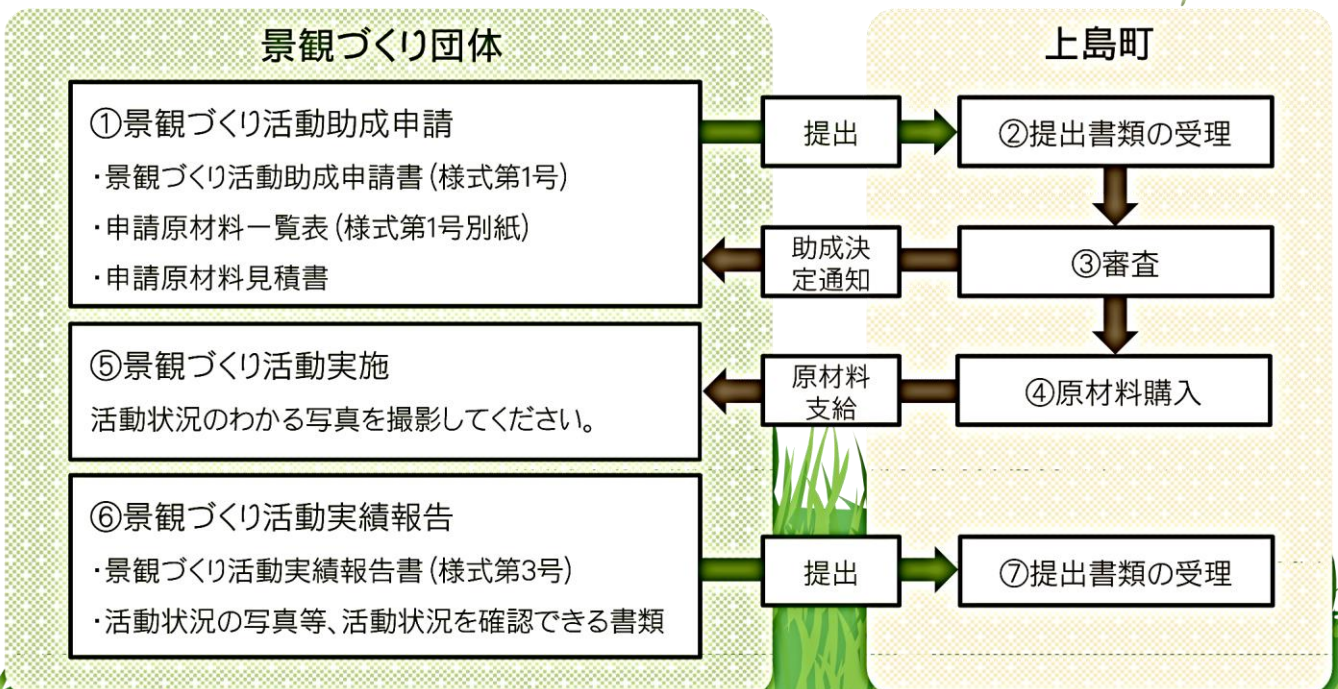 景観づくり団体
上島町
①景観づくり活動助成申請
・景観づくり活動助成申請書(様式第1号)
・申請原材料一覧表(様式第1号別紙)
・申請原材料見積書
提出
②提出書類の受理
助成決
定通知
③審査
⑤景観づくり活動実施
活動状況のわかる写真を撮影してください。
原材料
支給
④原材料購入
⑥景観づくり活動実績報告
・景観づくり活動実績報告書(様式第3号)
・活動状況の写真等、活動状況を確認できる書類
提出
⑦提出書類の受理